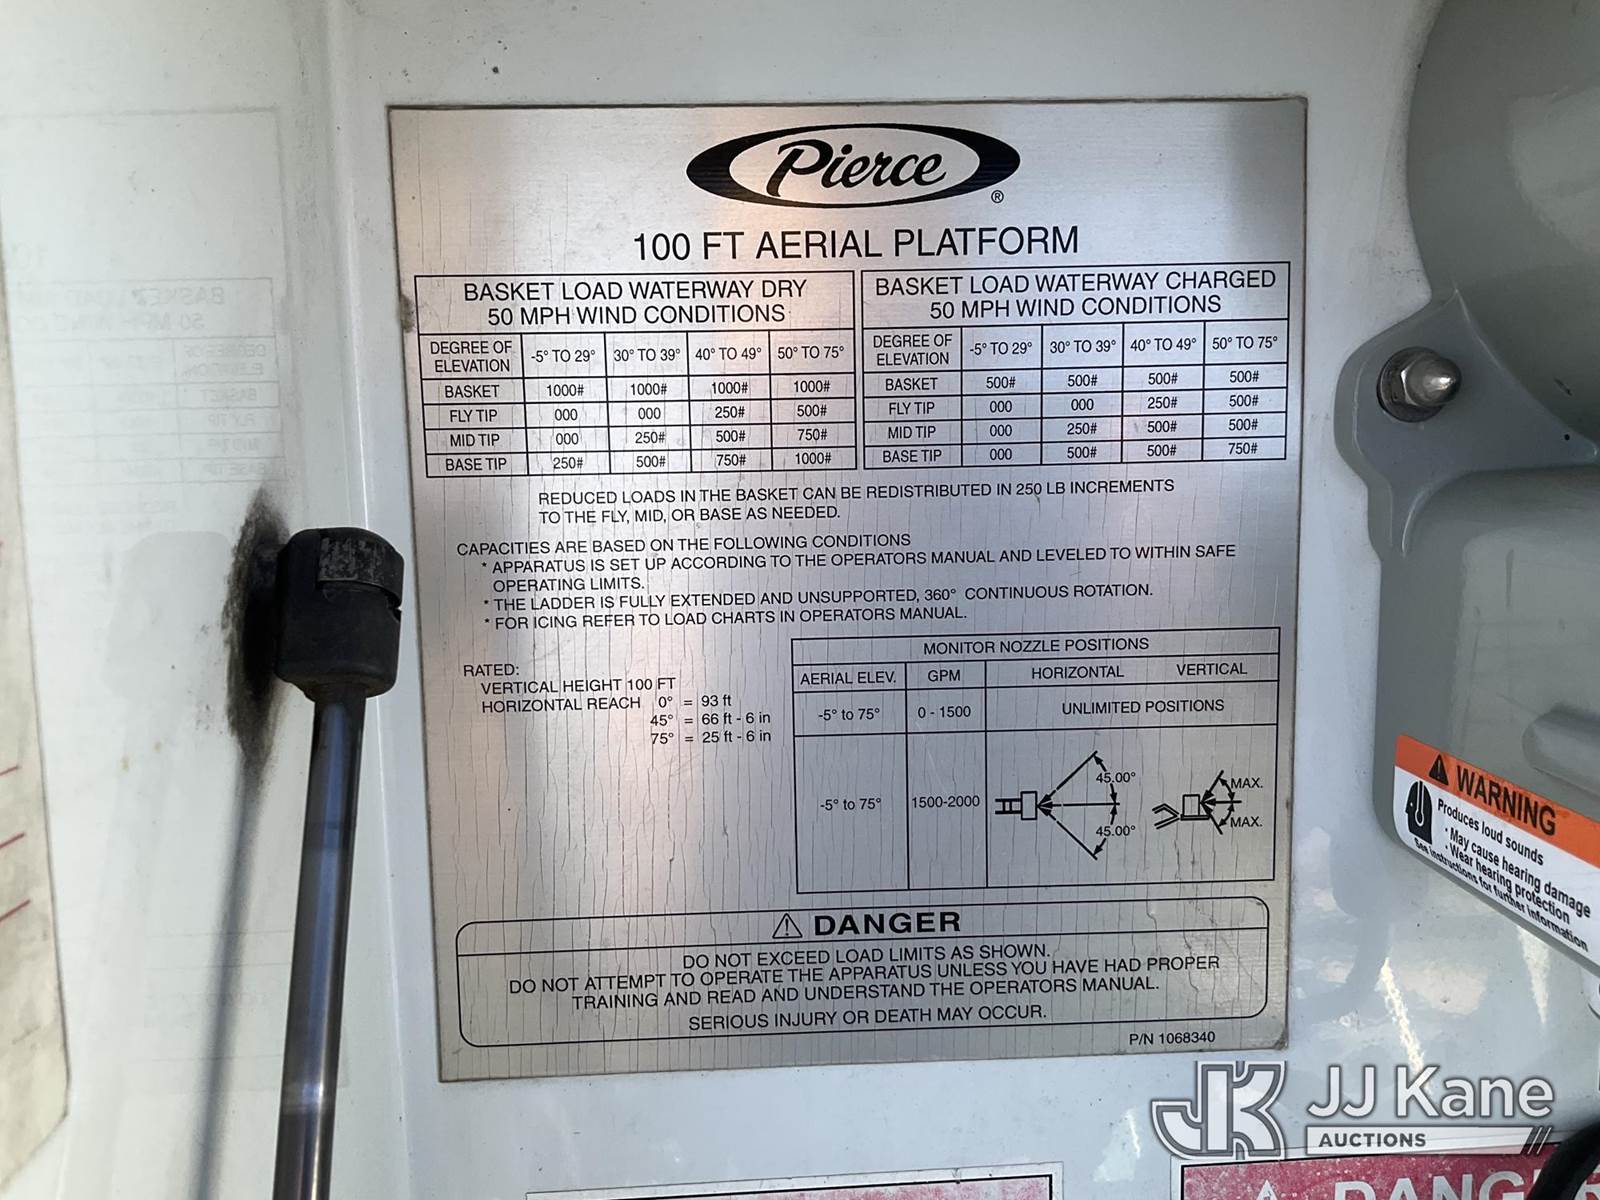 Pierce ®
100 FT AERIAL PLATFORM
BASKET LOAD WATERWAY DRY
50 MPH WIND CONDITIONS
DEGREE OF ELEVATION -5° TO 29° 30° TO 39° 40° TO 49° 50° TO 75°
BASKET 1000# 1000# 1000# 1000#
FLY TIP 000 000 250# 500#
MID TIP 000 250# 500# 750#
BASE TIP 250# 500# 750# 1000#
BASKET LOAD WATERWAY CHARGED
50 MPH WIND CONDITIONS
DEGREE OF ELEVATION -5° TO 29° 30° TO 39° 40° TO 49° 50° TO 75°
BASKET 500# 500# 500# 500#
FLY TIP 000 000 250# 500#
MID TIP 000 250# 500# 500#
BASE TIP 000 500# 500# 750#
REDUCED LOADS IN THE BASKET CAN BE REDISTRIBUTED IN 250 LB INCREMENTS
TO THE FLY, MID, OR BASE AS NEEDED.
CAPACITIES ARE BASED ON THE FOLLOWING CONDITIONS
* APPARATUS IS SET UP ACCORDING TO THE OPERATORS MANUAL AND LEVELED TO WITHIN SAFE
OPERATING LIMITS.
* THE LADDER IS FULLY EXTENDED AND UNSUPPORTED, 360° CONTINUOUS ROTATION.
* FOR ICING REFER TO LOAD CHARTS IN OPERATORS MANUAL.
RATED:
VERTICAL HEIGHT 100 FT
HORIZONTAL REACH 0° = 93 ft
45° = 66 ft - 6 in
75° = 25 ft - 6 in
MONITOR NOZZLE POSITIONS
AERIAL ELEV. GPM HORIZONTAL VERTICAL
-5° to 75° 0 - 1500 UNLIMITED POSITIONS
-5° to 75° 1500-2000
45.00°
45.00°
MAX.
MAX.
DANGER
DO NOT EXCEED LOAD LIMITS AS SHOWN.
DO NOT ATTEMPT TO OPERATE THE APPARATUS UNLESS YOU HAVE HAD PROPER
TRAINING AND READ AND UNDERSTAND THE OPERATORS MANUAL.
SERIOUS INJURY OR DEATH MAY OCCUR.
P/N 1068340
WARNING
Produces loud sounds
· May cause hearing damage
· Wear hearing protection
See instructions for further information
JK JJ Kane
AUCTIONS
DANGER